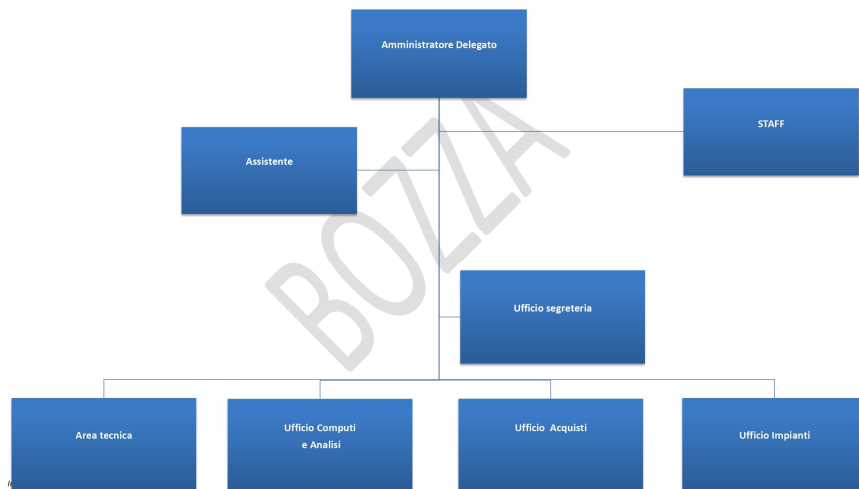 Amministratore Delegato
STAFF
Assistente
BOZZA
Ufficio segreteria
Area tecnica
Ufficio Computi
e Analisi
Ufficio Acquisti
Ufficio Impianti